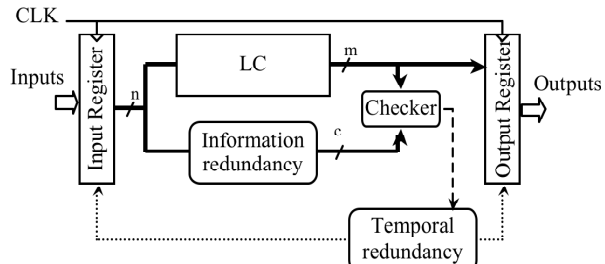 CLK
Inputs
Input Register
n
LC
m
Information
redundancy
c
Checker
Output Register
Outputs
Temporal
redundancy